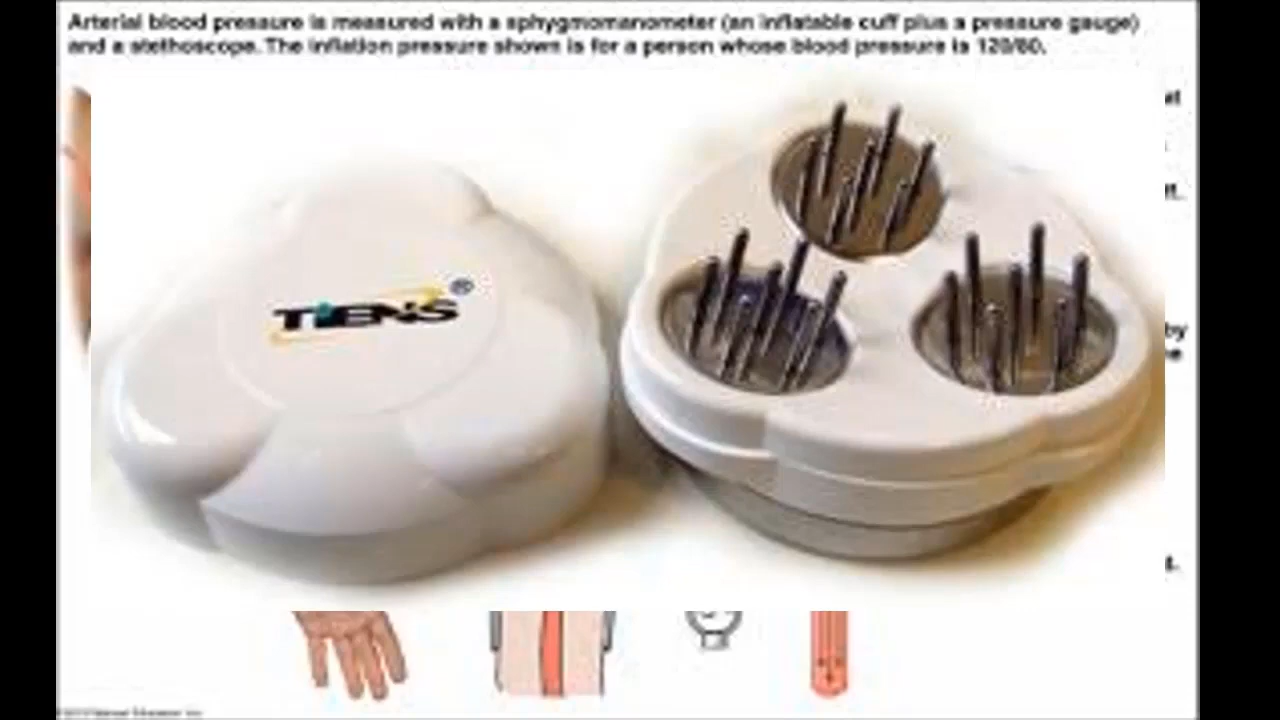 Arterial blood pressure is measured with a sphygmomanometer (an inflatable cuff plus a pressure gauge)
and a stethoscope. The inflation pressure shown is for a person whose blood pressure is 120/80.
TIENS®
by